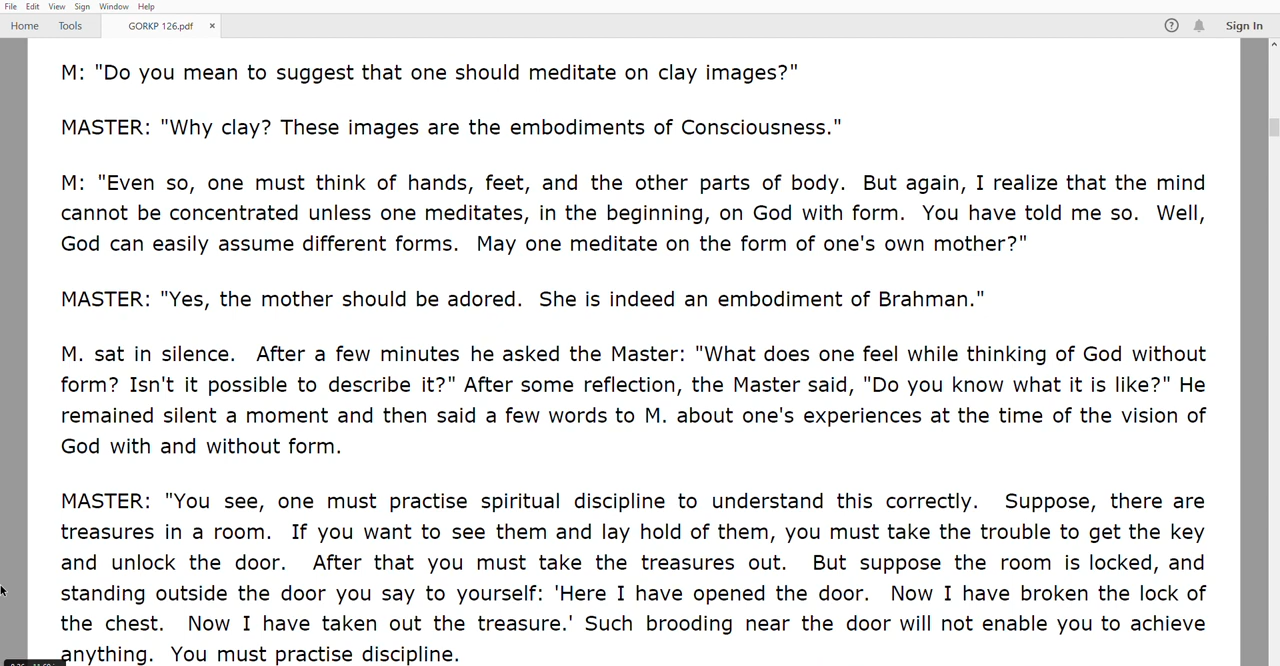 File Edit View Sign Window Help
Home Tools GORKP 126.pdf × Sign In
M: "Do you mean to suggest that one should meditate on clay images?"
MASTER: "Why clay? These images are the embodiments of Consciousness."
M: "Even so, one must think of hands, feet, and the other parts of body. But again, I realize that the mind
cannot be concentrated unless one meditates, in the beginning, on God with form. You have told me so. Well,
God can easily assume different forms. May one meditate on the form of one's own mother?"
MASTER: "Yes, the mother should be adored. She is indeed an embodiment of Brahman."
M. sat in silence. After a few minutes he asked the Master: "What does one feel while thinking of God without
form? Isn't it possible to describe it?" After some reflection, the Master said, "Do you know what it is like?" He
remained silent a moment and then said a few words to M. about one's experiences at the time of the vision of
God with and without form.
MASTER: "You see, one must practise spiritual discipline to understand this correctly. Suppose, there are
treasures in a room. If you want to see them and lay hold of them, you must take the trouble to get the key
and unlock the door. After that you must take the treasures out. But suppose the room is locked, and
standing outside the door you say to yourself: 'Here I have opened the door. Now I have broken the lock of
the chest. Now I have taken out the treasure.' Such brooding near the door will not enable you to achieve
anything. You must practise discipline.